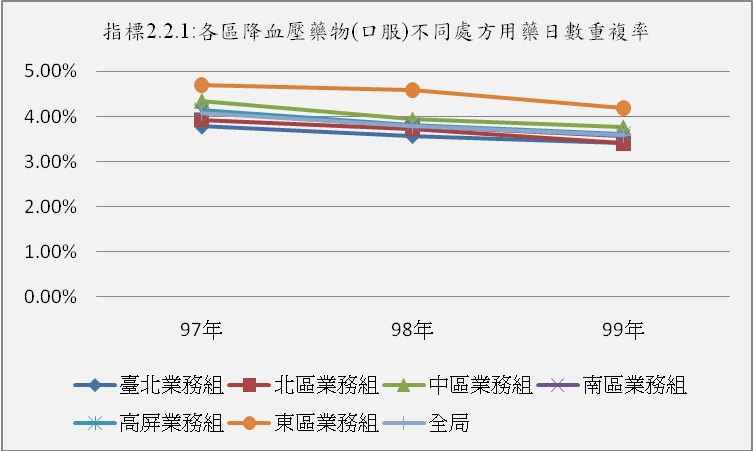 指標2.2.1:各區降血壓藥物(口服)不同處方用藥日數重複率
5.00%
4.00%
3.00%
2.00%
1.00%
0.00%
97年 98年 99年
臺北業務組 北區業務組 中區業務組 南區業務組
高屏業務組 東區業務組 全局